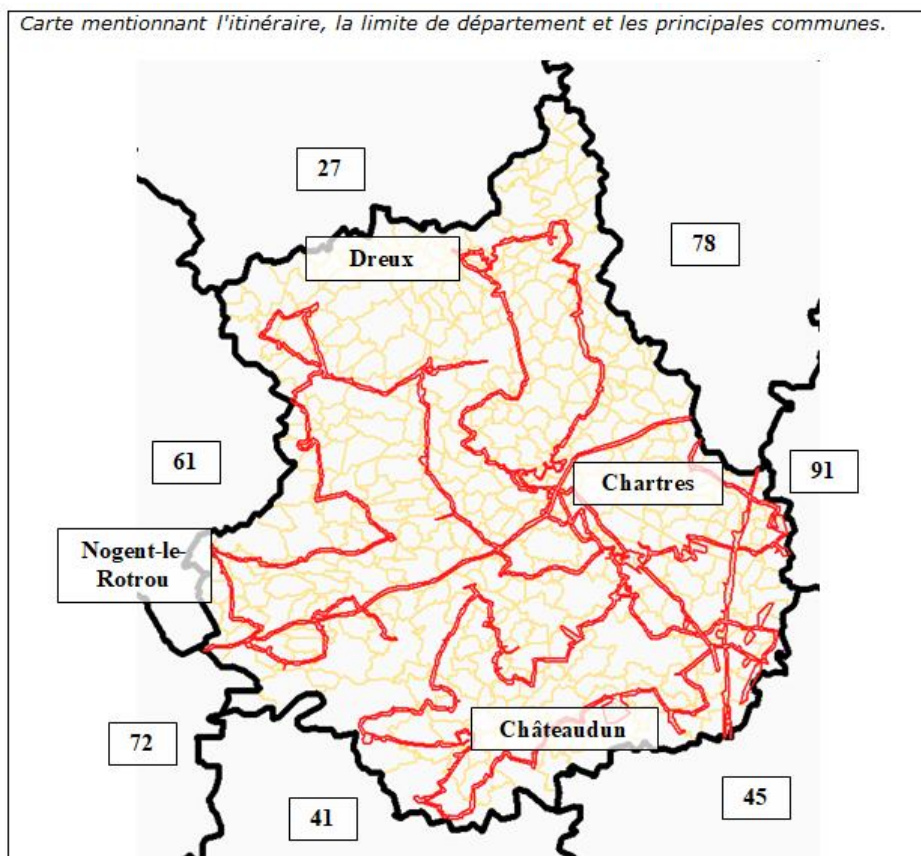 Carte mentionnant l'itinéraire, la limite de département et les principales communes.
27
Dreux
78
61
Chartres
91
Nogent-le-
Rotrou
72
Châteaudun
41
45